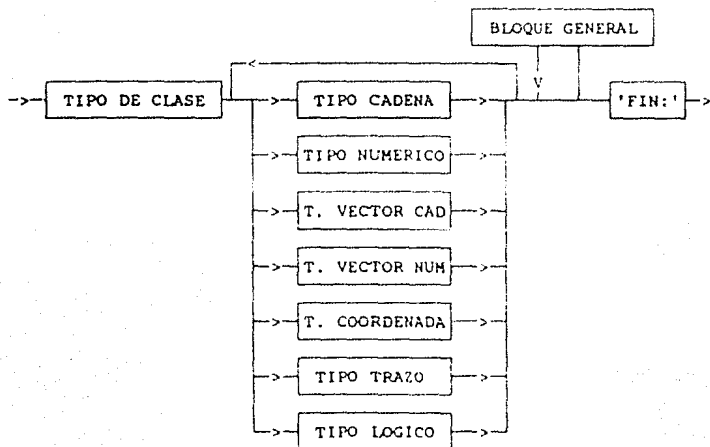 BLOQUE GENERAL
TIPO DE CLASE
TIPO CADENA
'FIN:'
TIPO NUMERICO
T. VECTOR CAD
T. VECTOR NUM
T. COORDENADA
TIPO TRAZO
TIPO LOGICO